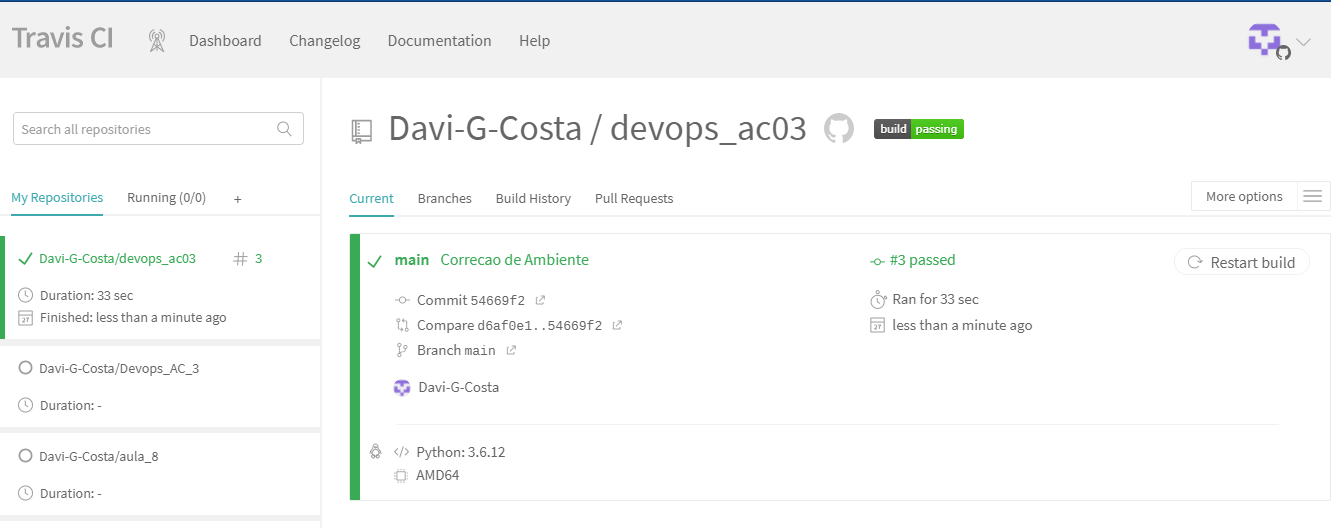 Travis CI
Dashboard
Changelog
Documentation
Help
Search all repositories
My Repositories
Running (0/0)
+
Davi-G-Costa/devops_ac03
# 3
Duration: 33 sec
Finished: less than a minute ago
Davi-G-Costa/Devops_AC_3
Duration: -
Davi-G-Costa/aula_8
Duration: -
Davi-G-Costa / devops_ac03
build passing
Current
Branches
Build History
Pull Requests
More options
main Correcao de Ambiente
Commit 54669f2
Compare d6af0e1..54669f2
Branch main
Davi-G-Costa
#3 passed
Ran for 33 sec
less than a minute ago
Restart build
</> Python: 3.6.12
AMD64